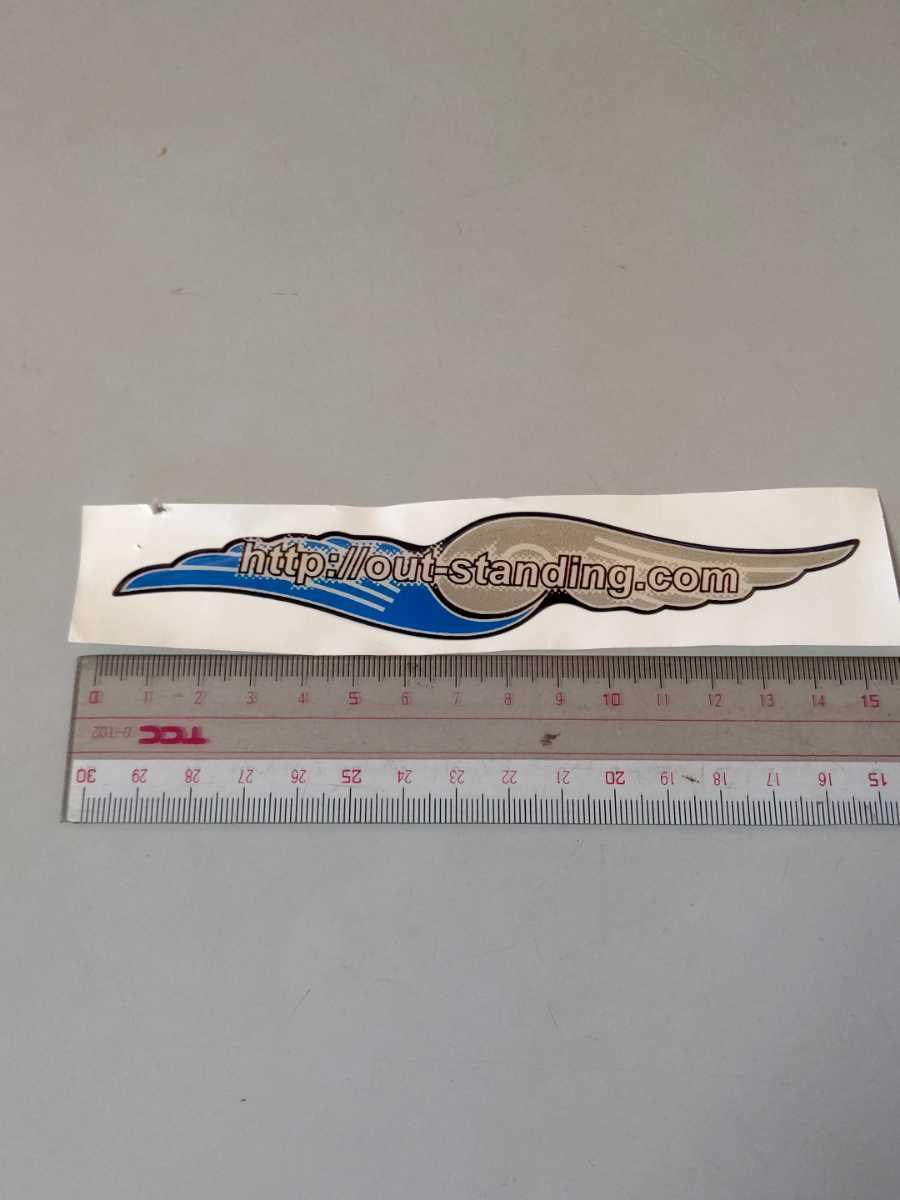 http://out-standing.com
0 1 2 3 4 5 6 7 8 9 10 11 12 13 14 15
TCC
30 29 28 27 26 25 24 23 22 21 20 19 18 17 16 15